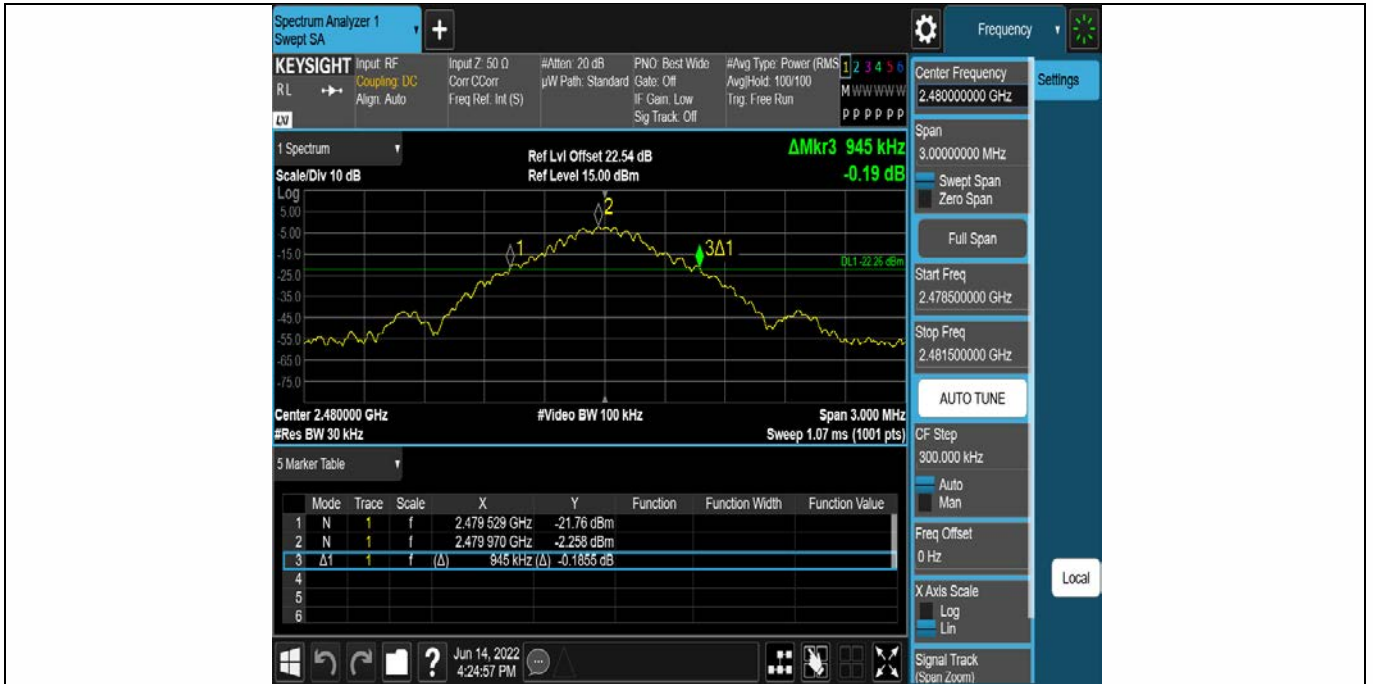 Spectrum Analyzer 1
Swept SA
+
Frequency
KEYSIGHT
Input: RF
Coupling: DC
Align: Auto
RL
LXI
Input Z: 50 Ω
Corr CCorr
Freq Ref: Int (S)
#Atten: 20 dB
µW Path: Standard
PNO: Best Wide
Gate: Off
IF Gain: Low
Sig Track: Off
#Avg Type: Power (RMS
Avg|Hold: 100/100
Trig: Free Run
1 2 3 4 5 6
M W W W W W
P P P P P P
1 Spectrum
Scale/Div 10 dB
Ref Lvl Offset 22.54 dB
Ref Level 15.00 dBm
ΔMkr3 945 kHz
-0.19 dB
Log
5.00
-5.00
-15.0
-25.0
-35.0
-45.0
-55.0
-65.0
-75.0
1
2
3Δ1
DL1 -22.26 dBm
Center 2.480000 GHz
#Video BW 100 kHz
Span 3.000 MHz
#Res BW 30 kHz
Sweep 1.07 ms (1001 pts)
5 Marker Table
Mode Trace Scale X Y Function Function Width Function Value
1 N 1 f 2.479 529 GHz -21.76 dBm
2 N 1 f 2.479 970 GHz -2.258 dBm
3 Δ1 1 f (Δ) 945 kHz (Δ) -0.1855 dB
4
5
6
?
Jun 14, 2022
4:24:57 PM
Center Frequency
2.480000000 GHz
Settings
Span
3.00000000 MHz
Swept Span
Zero Span
Full Span
Start Freq
2.478500000 GHz
Stop Freq
2.481500000 GHz
AUTO TUNE
CF Step
300.000 kHz
Auto
Man
Freq Offset
0 Hz
Local
X Axis Scale
Log
Lin
Signal Track
(Span Zoom)